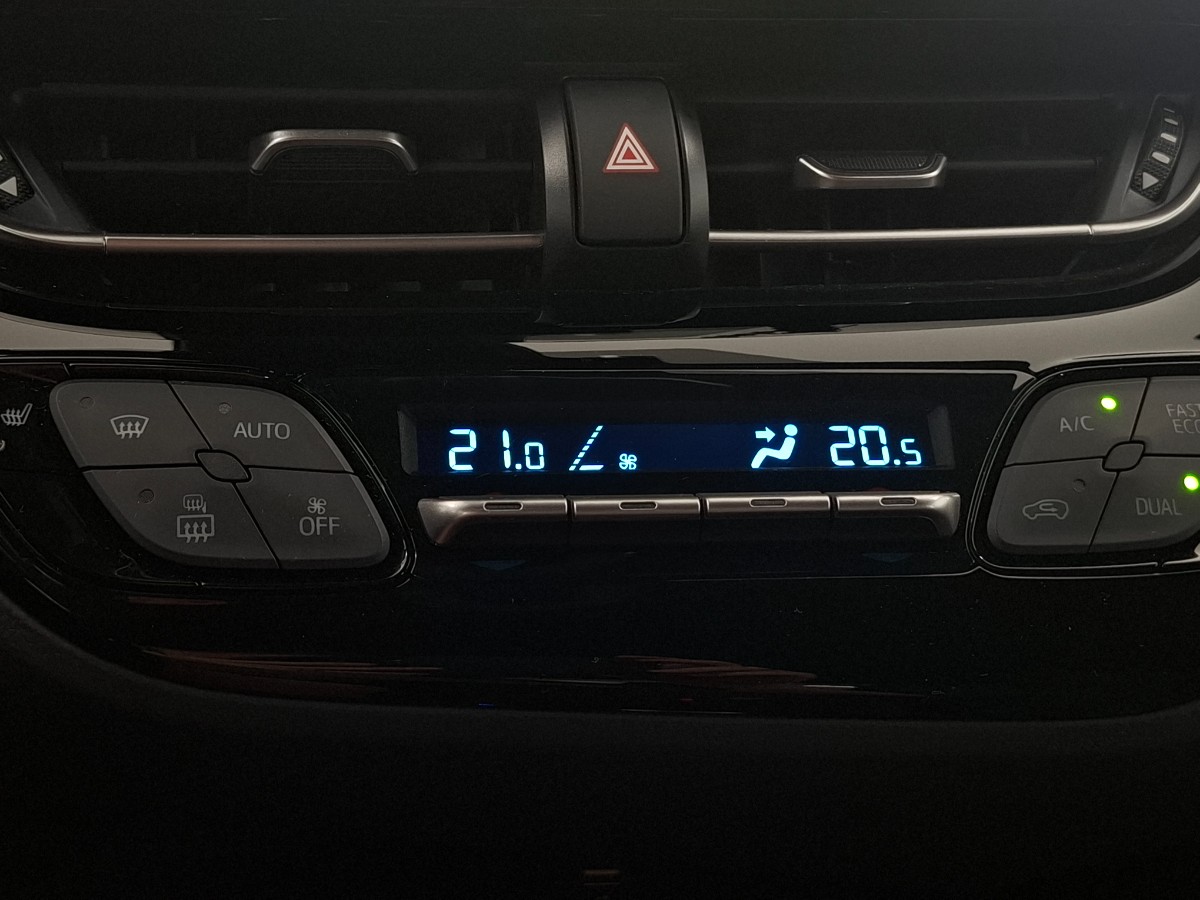 AUTO
OFF
21.0
20.5
A/C
FAST
ECO
DUAL